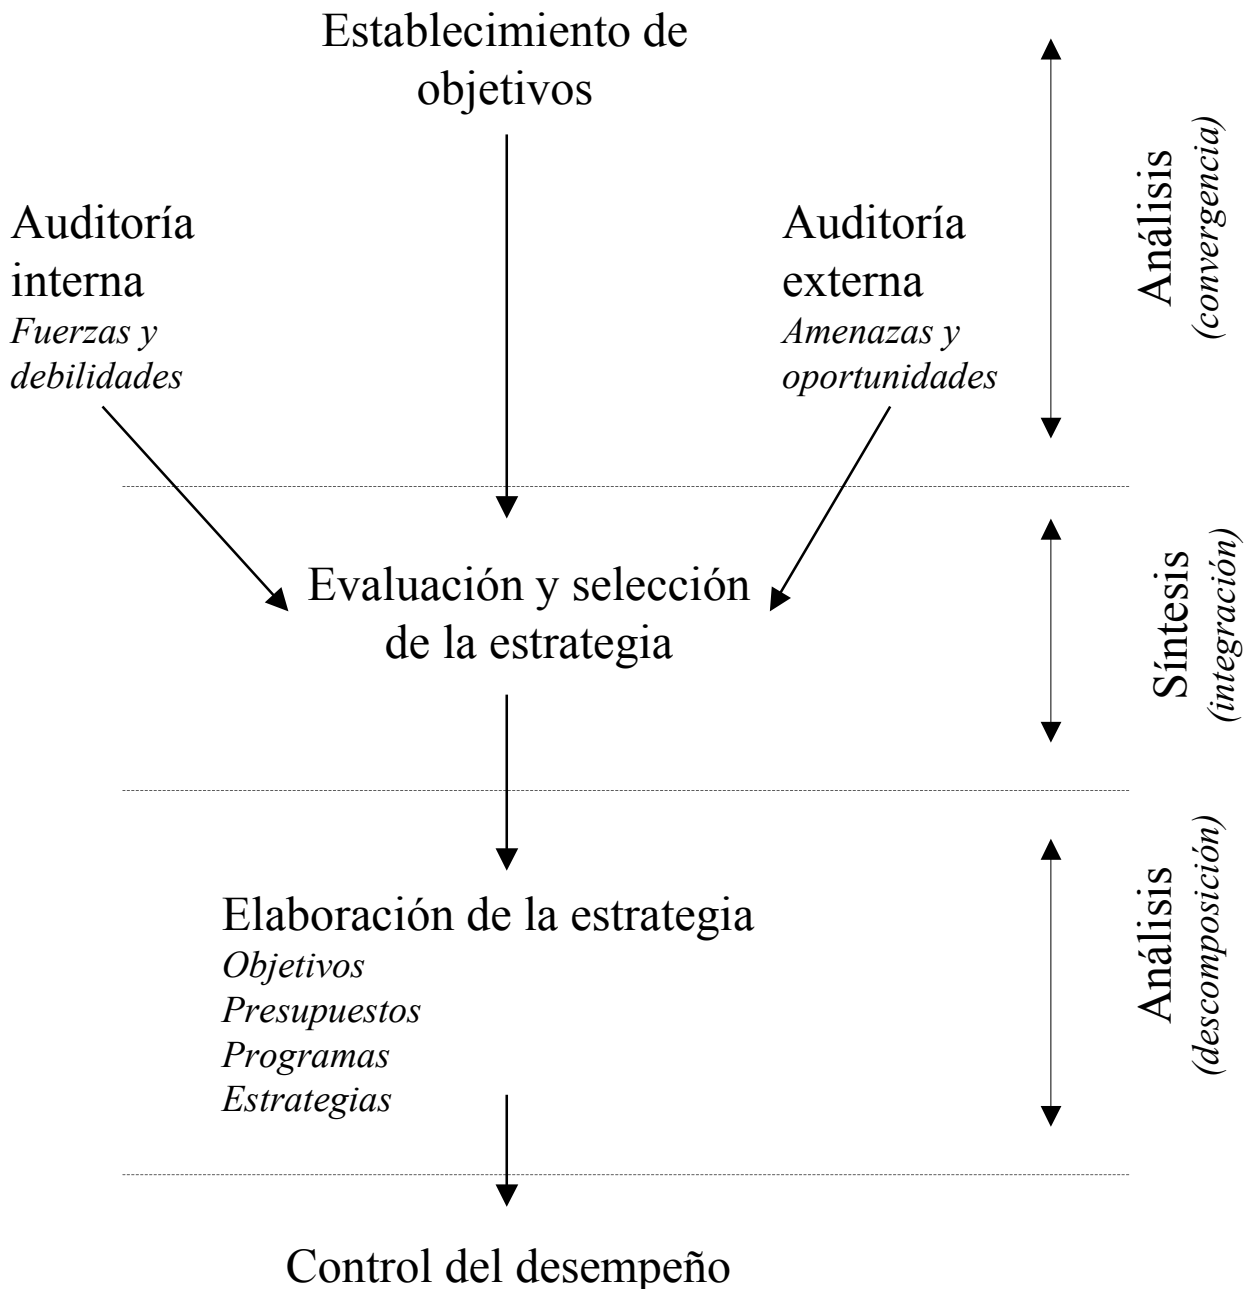 Establecimiento de
objetivos
Auditoría
interna
Fuerzas y
debilidades
Auditoría
externa
Amenazas y
oportunidades
Análisis
(convergencia)
Evaluación y selección
de la estrategia
Síntesis
(integración)
Elaboración de la estrategia
Objetivos
Presupuestos
Programas
Estrategias
Análisis
(descomposición)
Control del desempeño